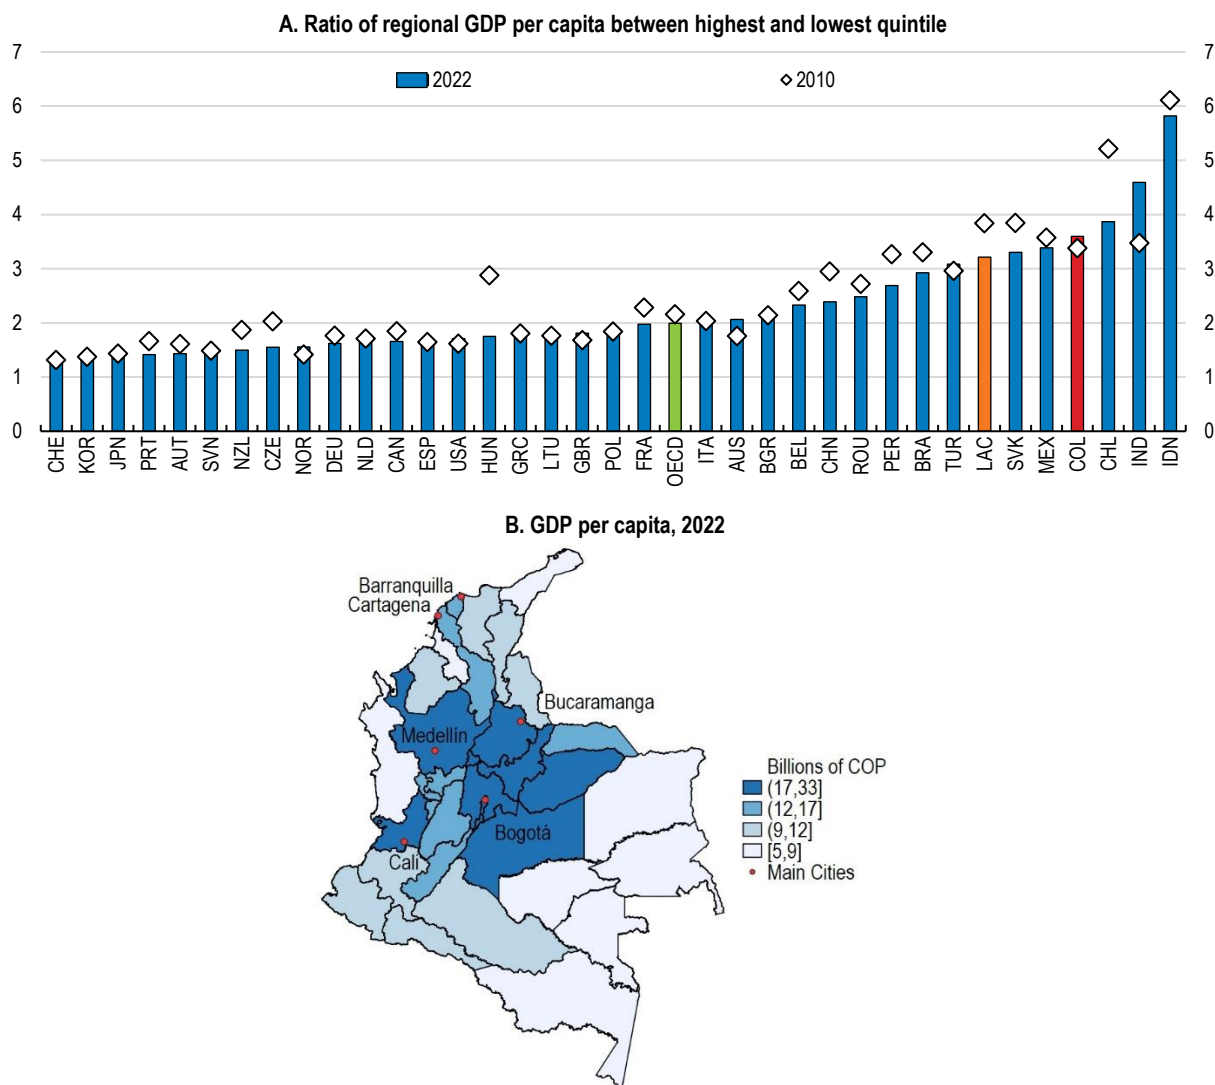 A. Ratio of regional GDP per capita between highest and lowest quintile
7 7
2022 2010
6 6
5 5
4 4
3 3
2 2
1 1
0 0
CHE KOR JPN PRT AUT SVN NZL CZE NOR DEU NLD CAN ESP USA HUN GRC LTU GBR POL FRA OECD ITA AUS BGR BEL CHN ROU PER BRA TUR LAC SVK MEX COL CHL IND IDN
B. GDP per capita, 2022
Barranquilla
Cartagena
Bucaramanga
Medellín
Billions of COP
(17,33]
(12,17]
Bogotá (9,12]
Cali [5,9]
Main Cities